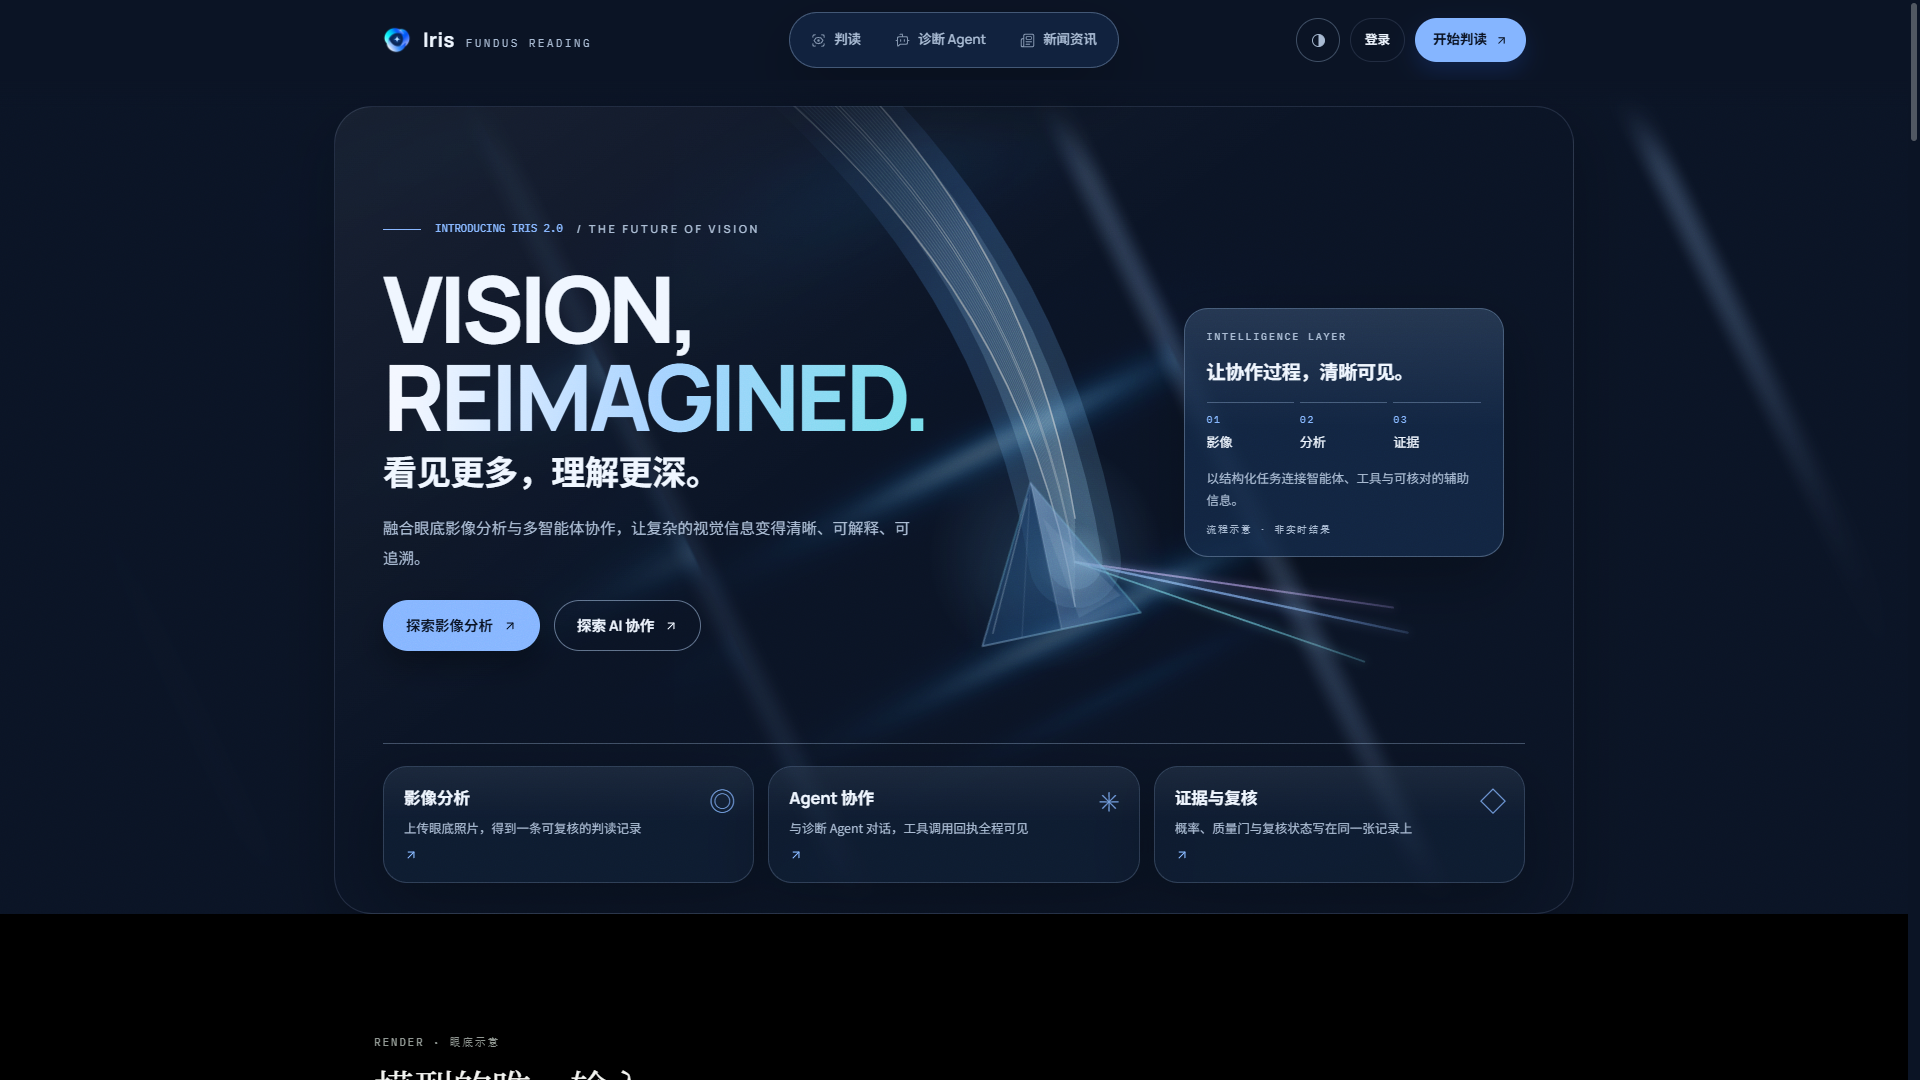 Iris FUNDUS READING
判读
诊断 Agent
新闻资讯
登录
开始判读
INTRODUCING IRIS 2.0 / THE FUTURE OF VISION
VISION,
REIMAGINED.
看见更多，理解更深。
融合眼底影像分析与多智能体协作，让复杂的视觉信息变得清晰、可解释、可
追溯。
探索影像分析
探索 AI 协作
INTELLIGENCE LAYER
让协作过程，清晰可见。
01
02
03
影像
分析
证据
以结构化任务连接智能体、工具与可核对的辅助
信息。
流程示意 · 非实时结果
影像分析
上传眼底照片，得到一条可复核的判读记录
Agent 协作
与诊断 Agent 对话，工具调用回执全程可见
证据与复核
概率、质量门与复核状态写在同一张记录上
RENDER · 眼底示意